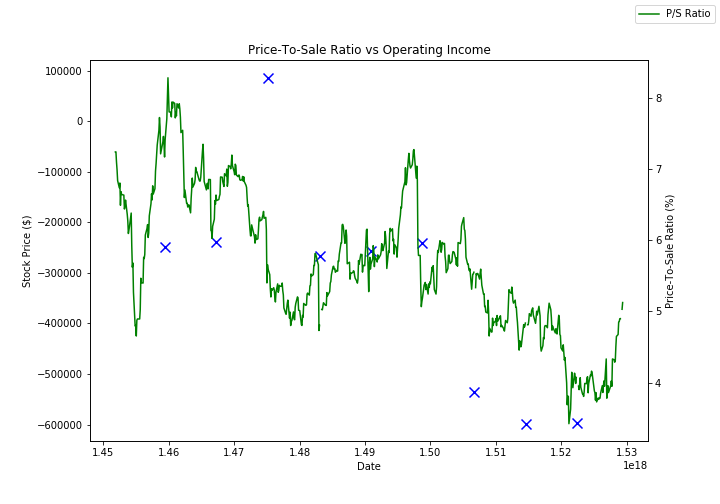 P/S Ratio
Price-To-Sale Ratio vs Operating Income
100000
0
−100000
−200000
−300000
−400000
−500000
−600000
Stock Price ($)
8
7
6
5
4
Price-To-Sale Ratio (%)
1.45 1.46 1.47 1.48 1.49 1.50 1.51 1.52 1.53
1e18
Date